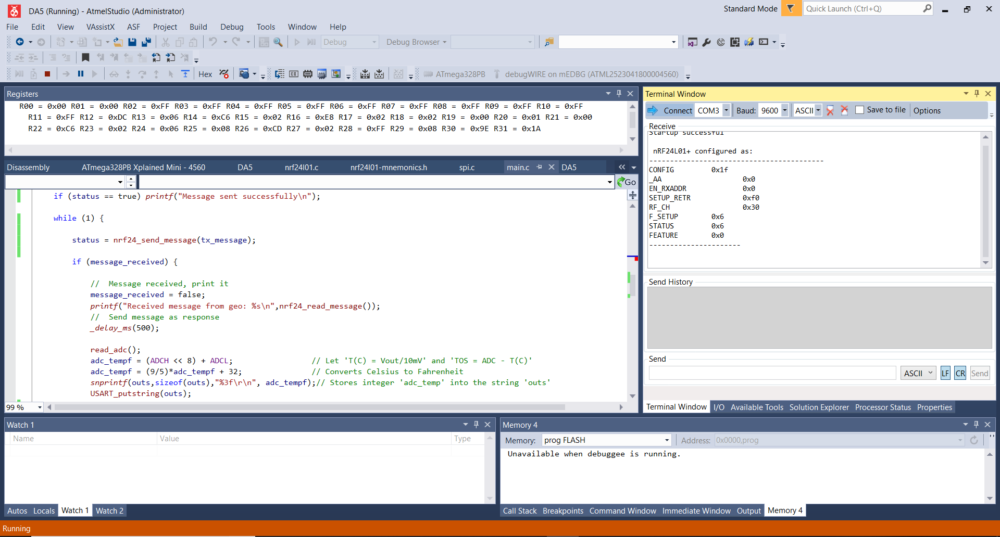 DA5 (Running) - AtmelStudio (Administrator)
Standard Mode
Quick Launch (Ctrl+Q)
File Edit View VAssistX ASF Project Build Debug Tools Window Help
Debug
Debug Browser
Hex
ATmega328PB
debugWIRE on mEDBG (ATML2523041800004560)
Registers
R00 = 0x00 R01 = 0x00 R02 = 0xFF R03 = 0xFF R04 = 0xFF R05 = 0xFF R06 = 0xFF R07 = 0xFF R08 = 0xFF R09 = 0xFF R10 = 0xFF
R11 = 0xFF R12 = 0xDC R13 = 0x06 R14 = 0xC6 R15 = 0x02 R16 = 0xE8 R17 = 0x02 R18 = 0x02 R19 = 0x00 R20 = 0x01 R21 = 0x00
R22 = 0xC6 R23 = 0x02 R24 = 0x06 R25 = 0x08 R26 = 0xCD R27 = 0x02 R28 = 0xFF R29 = 0x08 R30 = 0x9E R31 = 0x1A
Disassembly ATmega328PB Xplained Mini - 4560 DA5 nrf24l01.c nrf24l01-mnemonics.h spi.c main.c DA5
Go
if (status == true) printf("Message sent successfully\n");
while (1) {
status = nrf24_send_message(tx_message);
if (message_received) {
// Message received, print it
message_received = false;
printf("Received message from geo: %s\n",nrf24_read_message());
// Send message as response
_delay_ms(500);
read_adc();
adc_tempf = (ADCH << 8) + ADCL; // Let 'T(C) = Vout/10mV' and 'TOS = ADC - T(C)'
adc_tempf = (9/5)*adc_tempf + 32; // Converts Celsius to Fahrenheit
snprintf(outs,sizeof(outs),"%3f\r\n", adc_tempf);// Stores integer 'adc_temp' into the string 'outs'
USART_putstring(outs);
99 %
Terminal Window
Connect COM3 Baud: 9600 ASCII Save to file Options
Receive
Startup successful
nRF24L01+ configured as:
------------------------------------------
CONFIG 0x1f
_AA 0x0
EN_RXADDR 0x0
SETUP_RETR 0xf0
RF_CH 0x30
F_SETUP 0x6
STATUS 0x6
FEATURE 0x0
----------------------
Send History
Send
ASCII LF CR Send
Terminal Window I/O Available Tools Solution Explorer Processor Status Properties
Watch 1
Name Value Type
Autos Locals Watch 1 Watch 2
Memory 4
Memory: prog FLASH Address: 0x0000,prog
Unavailable when debuggee is running.
Call Stack Breakpoints Command Window Immediate Window Output Memory 4
Running